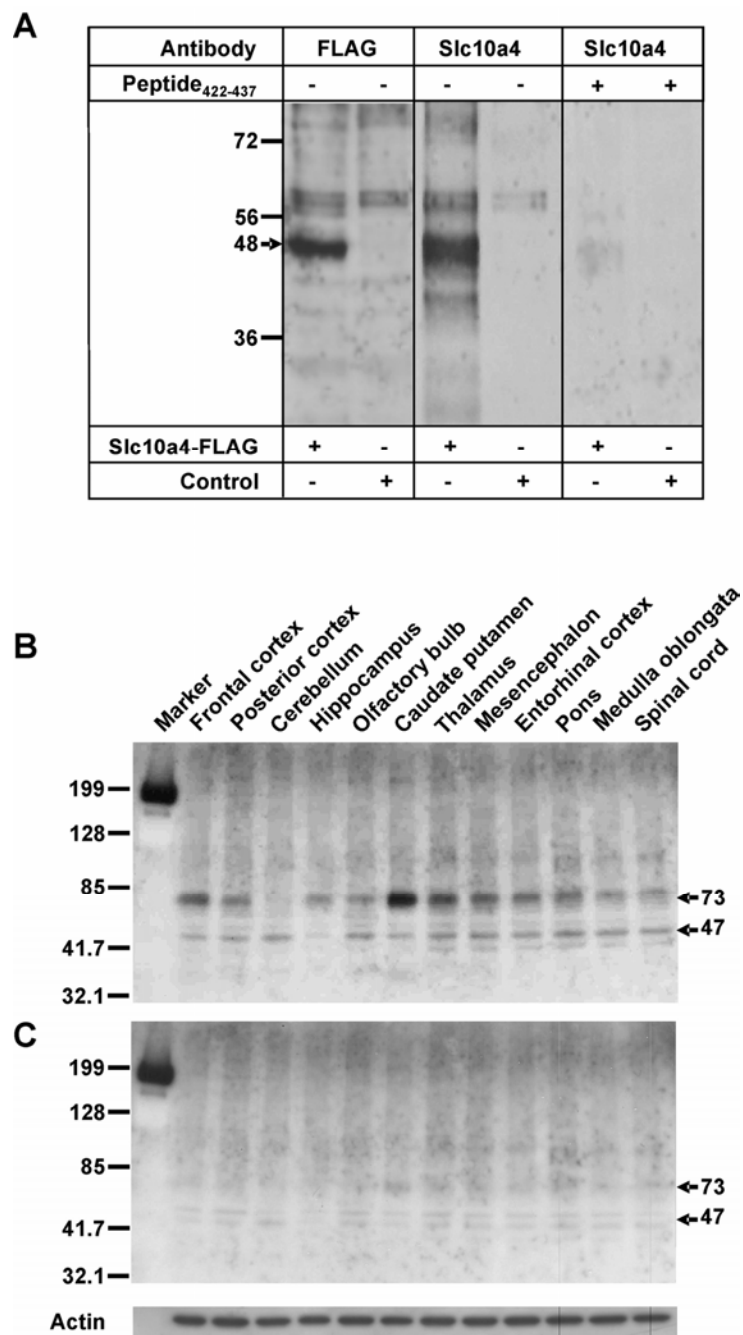 A
Antibody FLAG Slc10a4 Slc10a4
Peptide422-437 - - - - + +
72
56
48
36
Slc10a4-FLAG + - + - + -
Control - + - + - +
B
Marker
Frontal cortex
Posterior cortex
Cerebellum
Hippocampus
Olfactory bulb
Caudate putamen
Thalamus
Mesencephalon
Entorhinal cortex
Pons
Medulla oblongata
Spinal cord
199
128
85
73
47
41.7
32.1
C
199
128
85
73
47
41.7
32.1
Actin